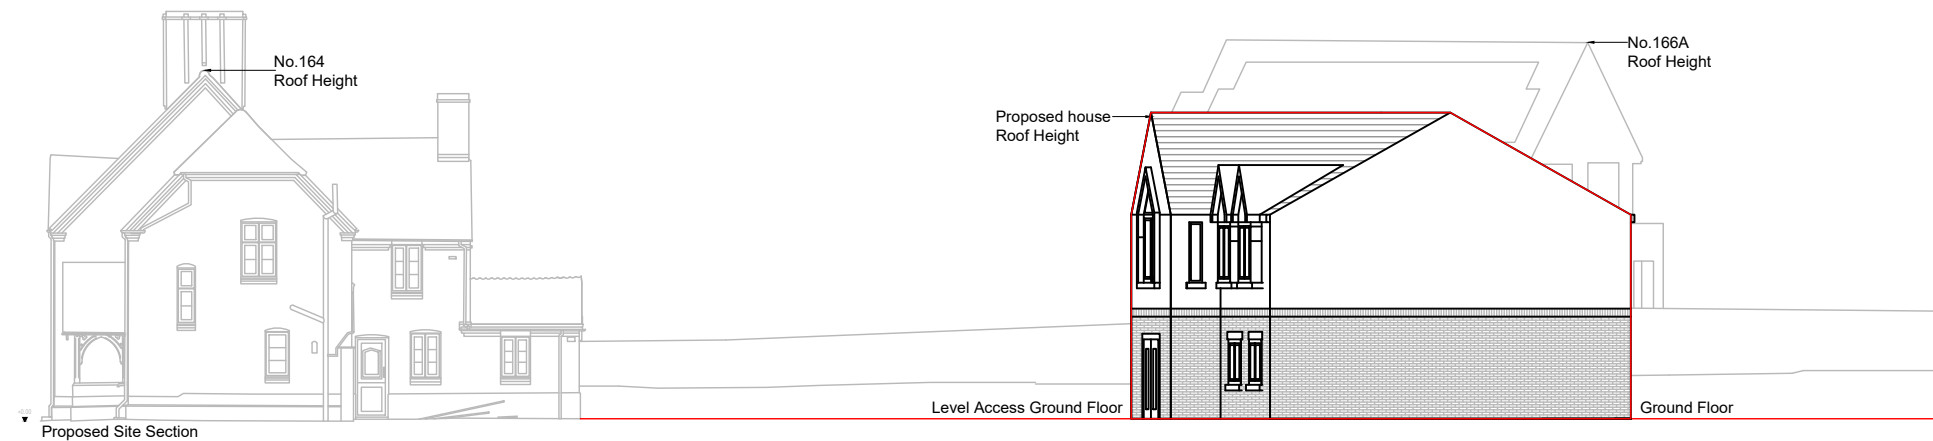 No.164
Roof Height
No.166A
Roof Height
Proposed house
Roof Height
Level Access Ground Floor
Ground Floor
Proposed Site Section